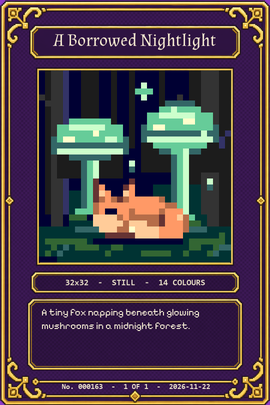 A Borrowed Nightlight
32x32 - STILL - 14 COLOURS
A tiny fox napping beneath glowing
mushrooms in a midnight forest.
No. 000163 - 1 OF 1 - 2026-11-22